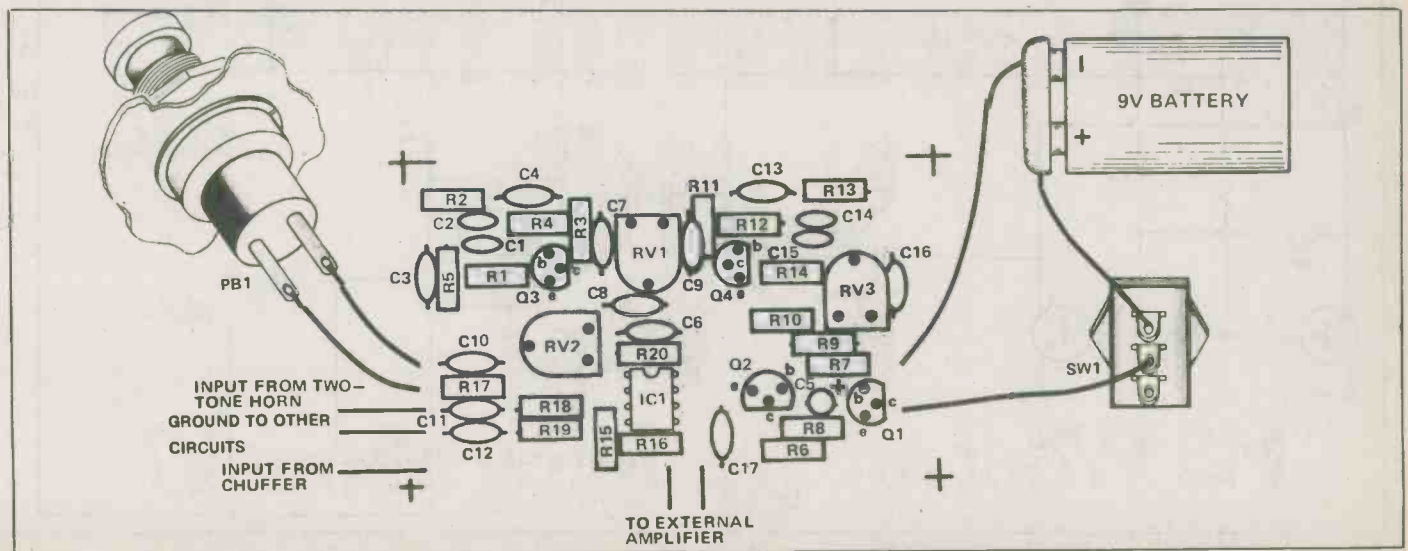 9V BATTERY
–
+
PB1
SW1
R2
C4
R11
C13
R13
C2
R4
R3
C7
R12
C14
C1
RV1
C3
R5
R1
b
c
e
Q3
C8
C9
b
c
e
Q4
C15
R14
RV3
C16
C10
RV2
C6
R20
R10
R9
R7
R17
IC1
Q2
e
b
c
C5
+
b
c
e
Q1
C11
R18
R8
C12
R19
R15
R16
C17
R6
INPUT FROM TWO–
TONE HORN
GROUND TO OTHER
CIRCUITS
INPUT FROM
CHUFFER
TO EXTERNAL
AMPLIFIER